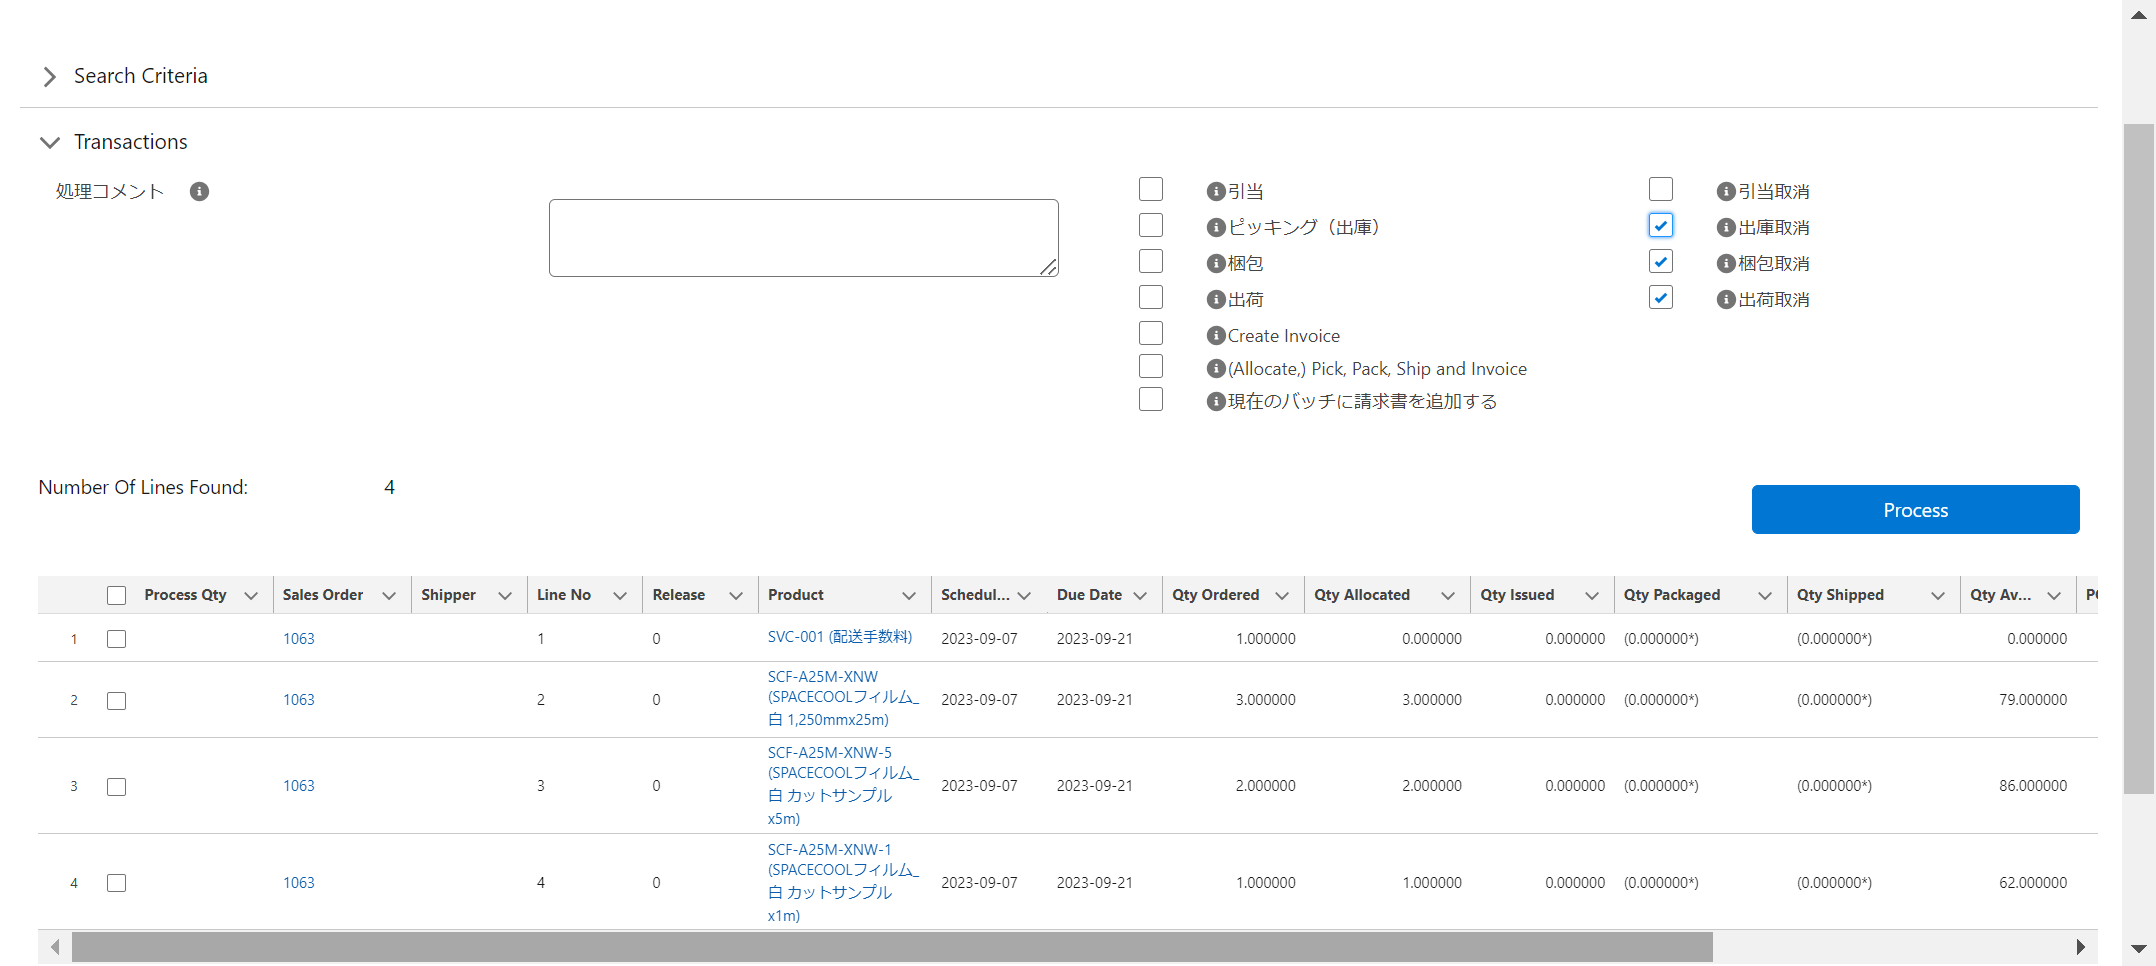 Search Criteria
Transactions
処理コメント
引当
引当取消
ピッキング（出庫）
出庫取消
梱包
梱包取消
出荷
出荷取消
Create Invoice
(Allocate,) Pick, Pack, Ship and Invoice
現在のバッチに請求書を追加する
Number Of Lines Found: 4
Process
Process Qty Sales Order Shipper Line No Release Product Schedul... Due Date Qty Ordered Qty Allocated Qty Issued Qty Packaged Qty Shipped Qty Av...
1 1063 1 0 SVC-001 (配送手数料) 2023-09-07 2023-09-21 1.000000 0.000000 0.000000 (0.000000*) (0.000000*) 0.000000
SCF-A25M-XNW
2 1063 2 0 (SPACECOOLフィルム_ 2023-09-07 2023-09-21 3.000000 3.000000 0.000000 (0.000000*) (0.000000*) 79.000000
白 1,250mmx25m)
SCF-A25M-XNW-5
(SPACECOOLフィルム_
3 1063 3 0 白 カットサンプル 2023-09-07 2023-09-21 2.000000 2.000000 0.000000 (0.000000*) (0.000000*) 86.000000
x5m)
SCF-A25M-XNW-1
(SPACECOOLフィルム_
4 1063 4 0 白 カットサンプル 2023-09-07 2023-09-21 1.000000 1.000000 0.000000 (0.000000*) (0.000000*) 62.000000
x1m)